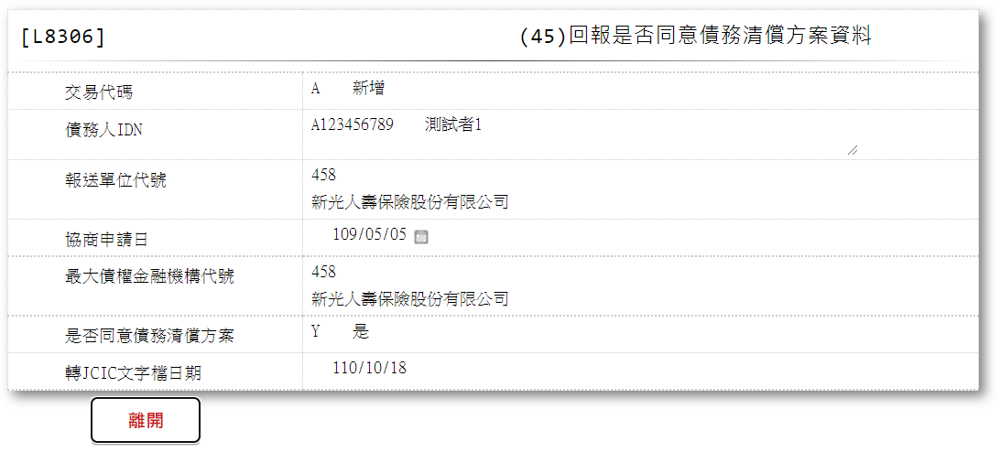 [L8306] (45)回報是否同意債務清償方案資料
交易代碼 A 新增
債務人IDN A123456789 測試者1
報送單位代號 458
新光人壽保險股份有限公司
協商申請日 109/05/05
最大債權金融機構代號 458
新光人壽保險股份有限公司
是否同意債務清償方案 Y 是
轉JCIC文字檔日期 110/10/18
離開